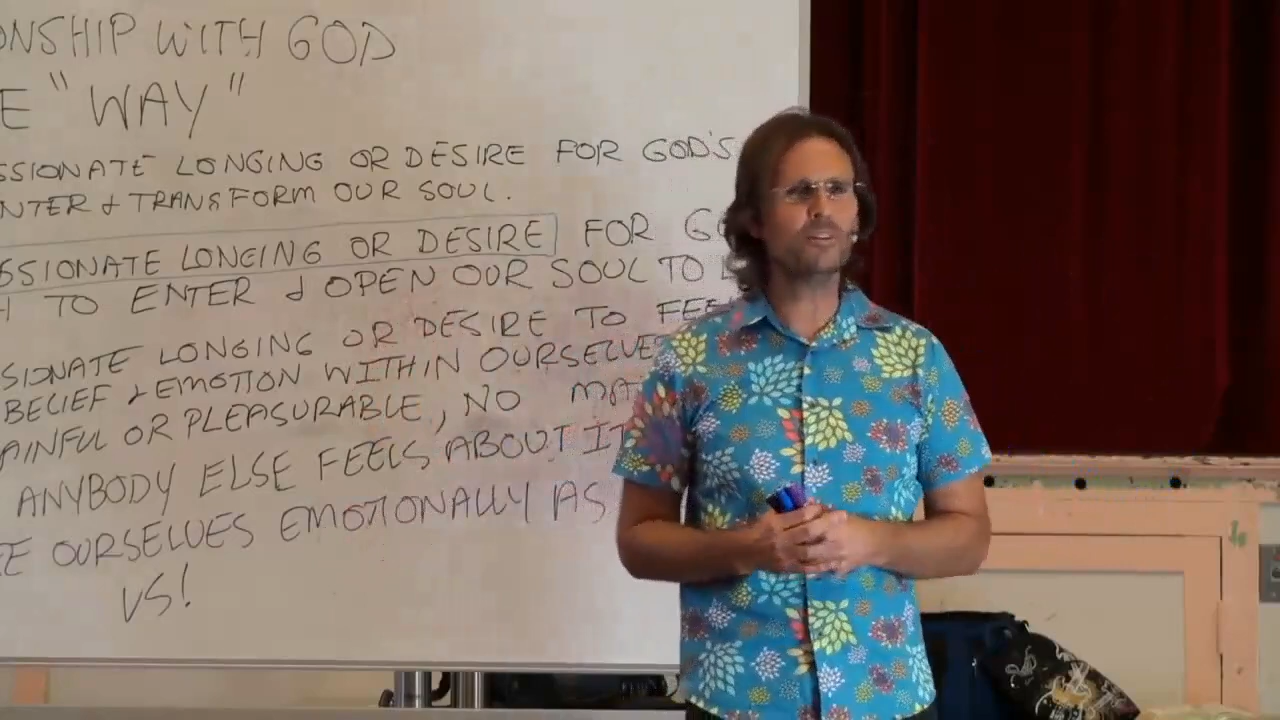 ONSHIP WITH GOD
E "WAY"
SSIONATE LONGING OR DESIRE FOR GOD'S
NTER & TRANSFORM OUR SOUL.
SSIONATE LONGING OR DESIRE FOR G
H TO ENTER & OPEN OUR SOUL TO
SIONATE LONGING OR DESIRE TO FEE
BELIEF & EMOTION WITHIN OURSELVES
AINFUL OR PLEASURABLE, NO MA
ANYBODY ELSE FEELS ABOUT IT
E OURSELVES EMOTIONALLY AS
US!